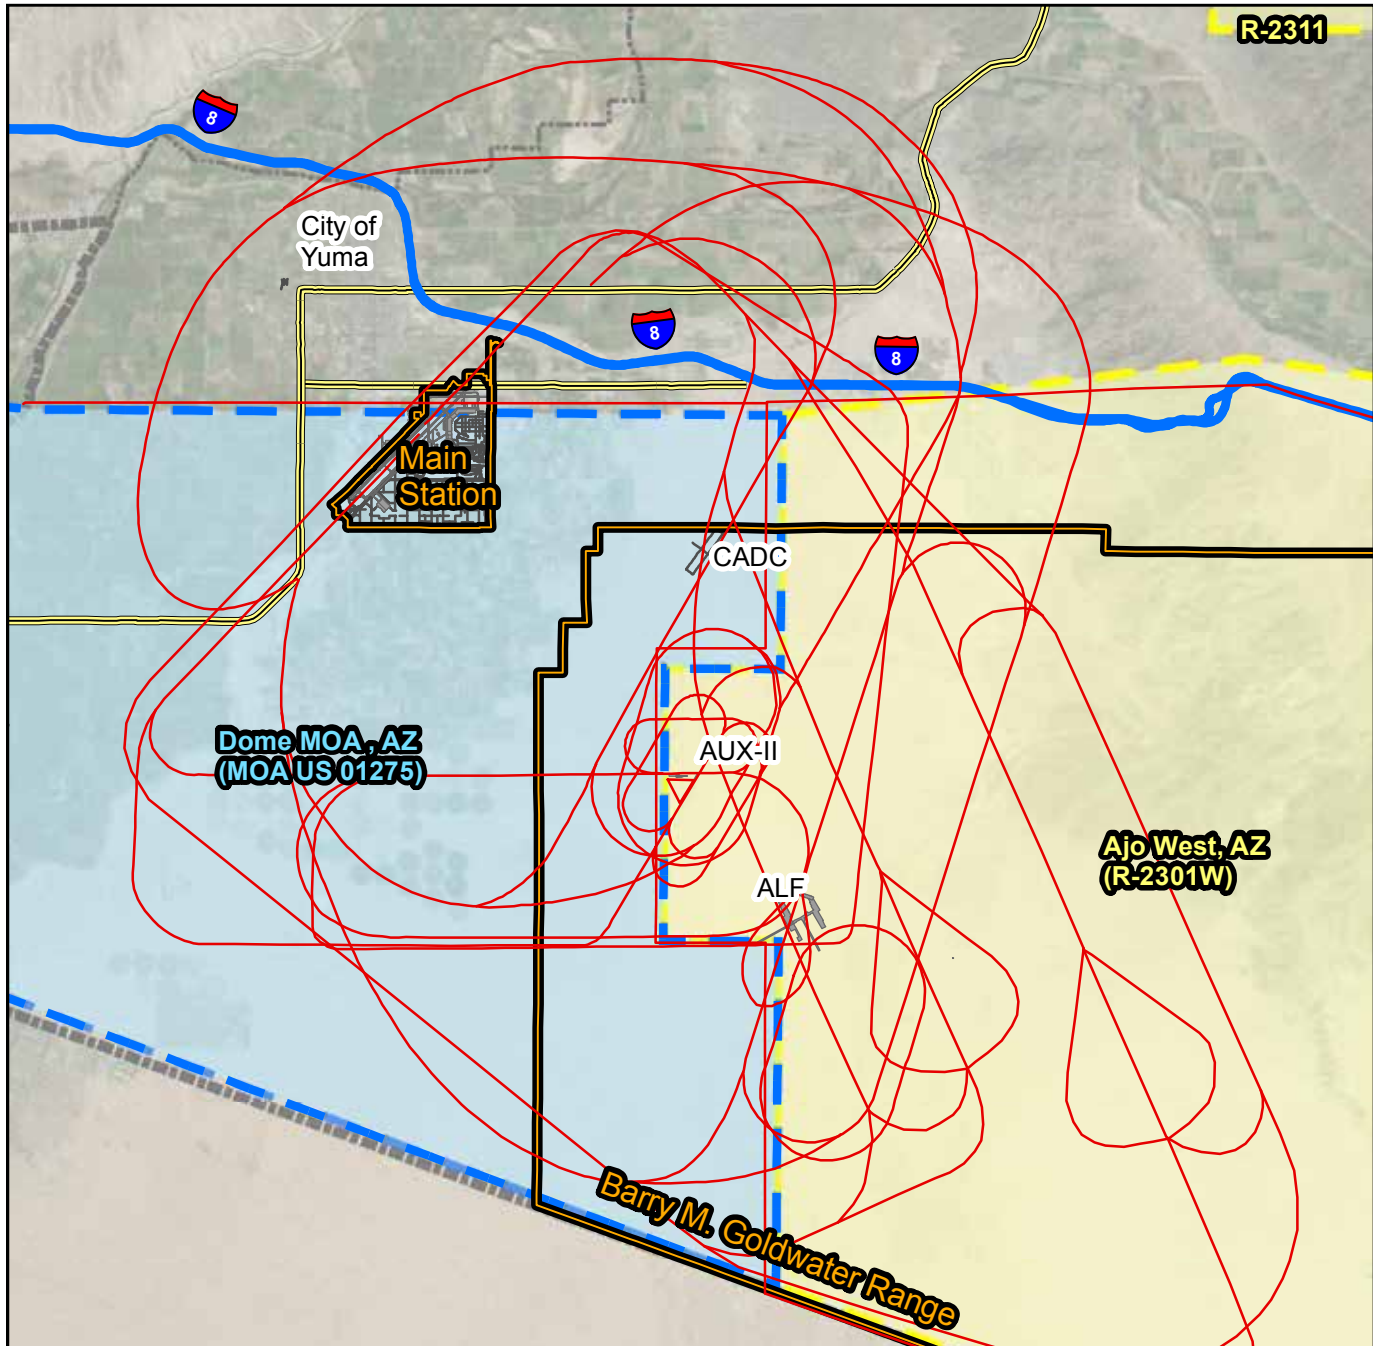 R-2311
8
City of
Yuma
8
8
Main
Station
CADC
Dome MOA , AZ
(MOA US 01275)
AUX-II
Ajo West, AZ
(R-2301W)
ALF
Barry M. Goldwater Range